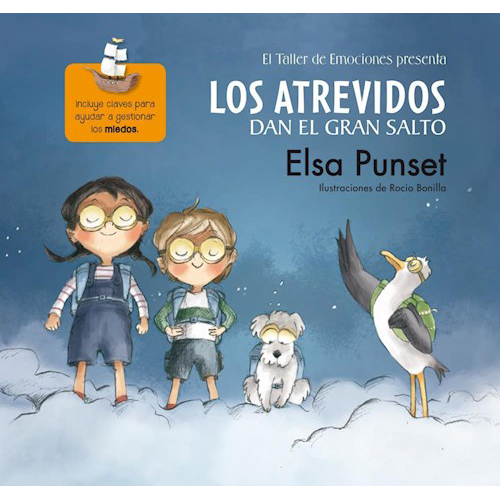 El Taller de Emociones presenta
LOS ATREVIDOS
DAN EL GRAN SALTO
Elsa Punset
Ilustraciones de Rocio Bonilla
Incluye claves para
ayudar a gestionar
los miedos.